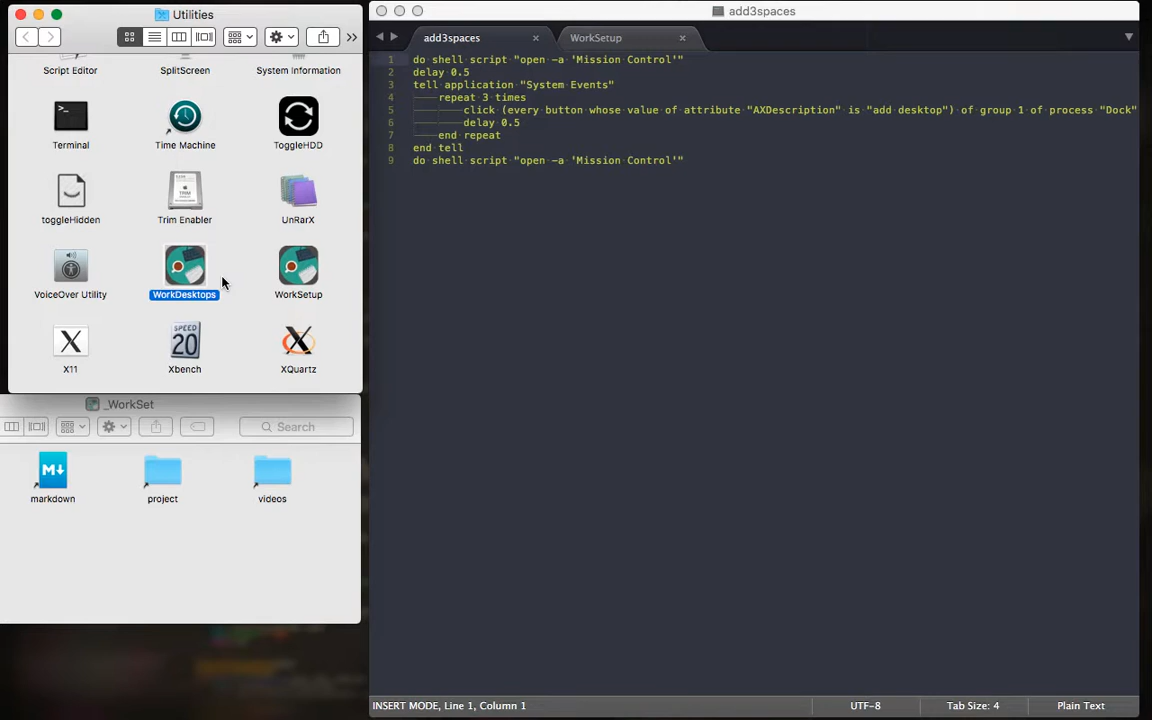 Utilities
Script Editor
SplitScreen
System Information
Terminal
Time Machine
ToggleHDD
toggleHidden
Trim Enabler
UnRarX
VoiceOver Utility
WorkDesktops
WorkSetup
SPEED
20
X11
Xbench
XQuartz
_WorkSet
Search
M
markdown
project
videos
add3spaces
add3spaces
WorkSetup
1 do shell script "open -a 'Mission Control'"
2 delay 0.5
3 tell application "System Events"
4 repeat 3 times
5 click (every button whose value of attribute "AXDescription" is "add desktop") of group 1 of process "Dock"
6 delay 0.5
7 end repeat
8 end tell
9 do shell script "open -a 'Mission Control'"
INSERT MODE, Line 1, Column 1
UTF-8
Tab Size: 4
Plain Text